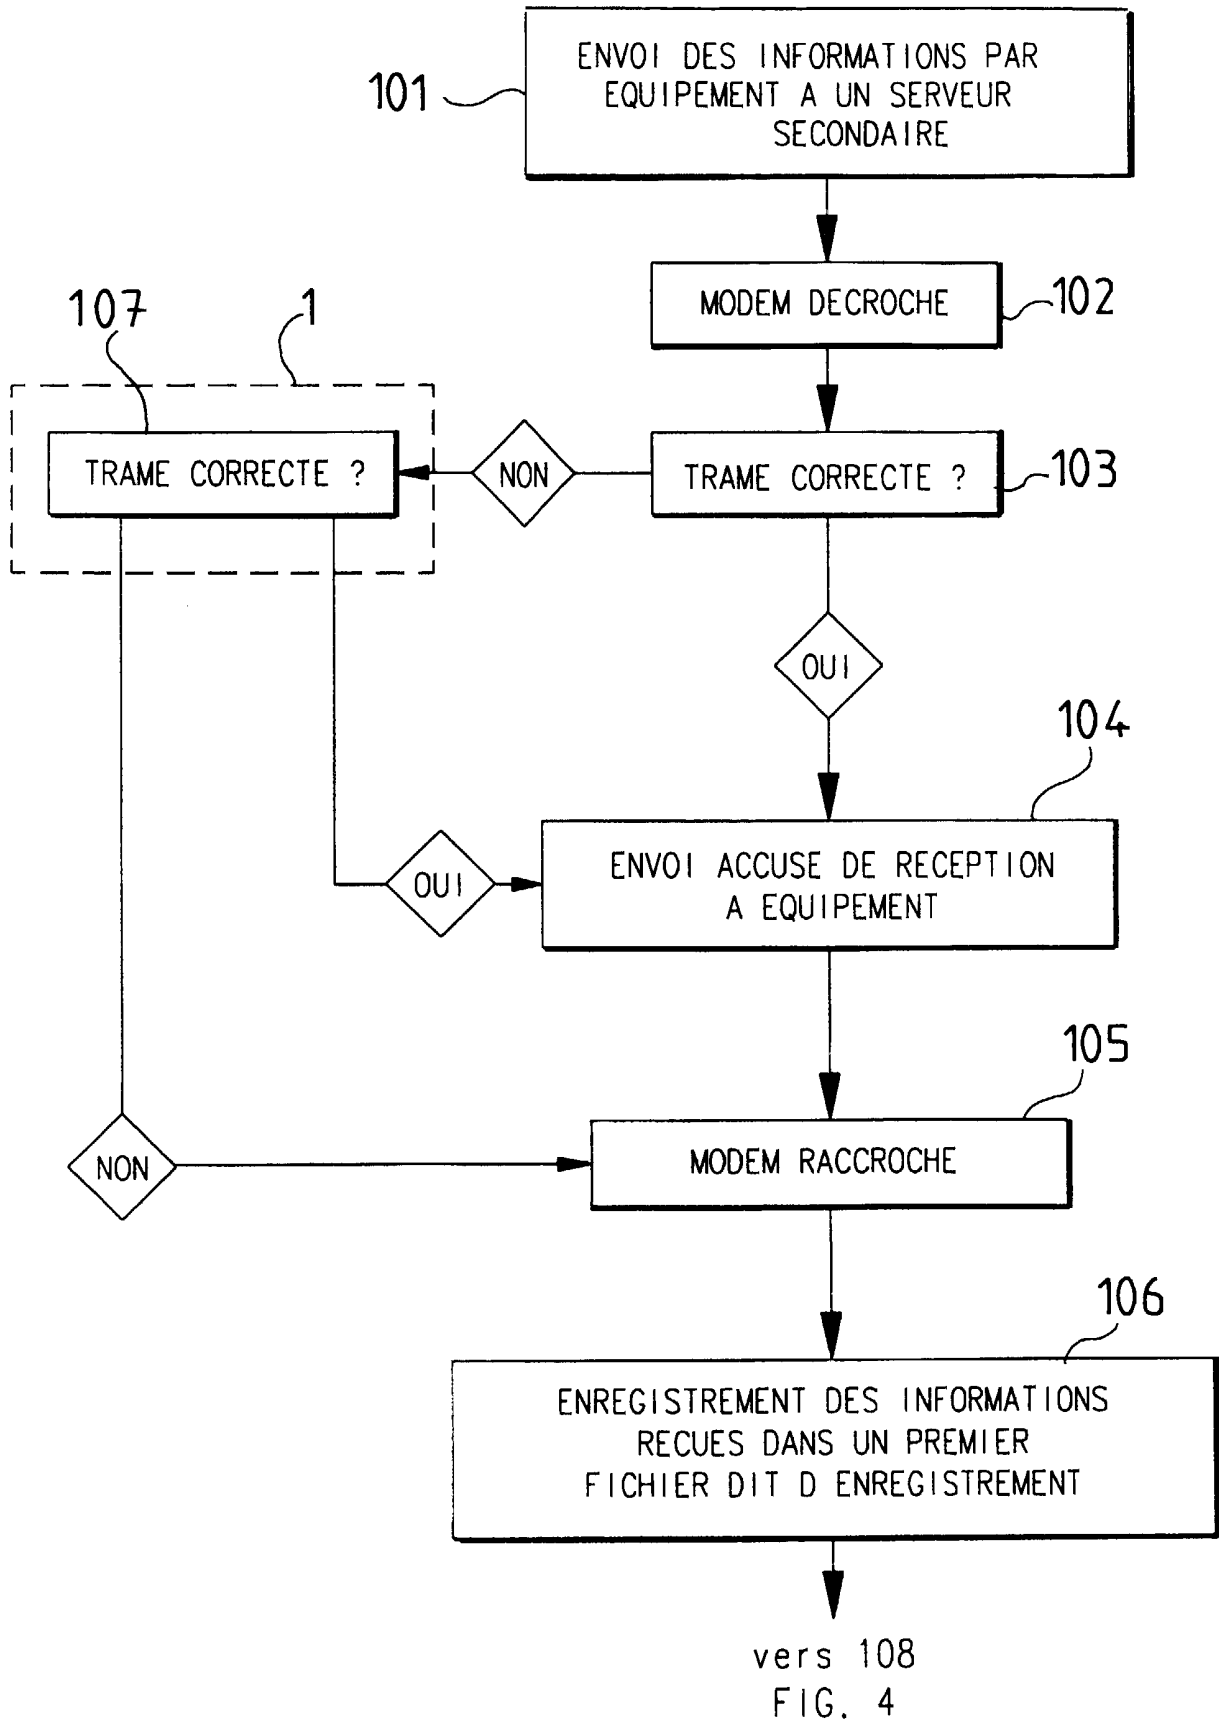 ENVOI DES INFORMATIONS PAR
EQUIPEMENT A UN SERVEUR
SECONDAIRE
101
MODEM DECROCHE
102
107
1
TRAME CORRECTE ?
NON
TRAME CORRECTE ?
103
OUI
104
ENVOI ACCUSE DE RECEPTION
A EQUIPEMENT
OUI
105
MODEM RACCROCHE
NON
106
ENREGISTREMENT DES INFORMATIONS
RECUES DANS UN PREMIER
FICHIER DIT D ENREGISTREMENT
vers 108
FIG. 4